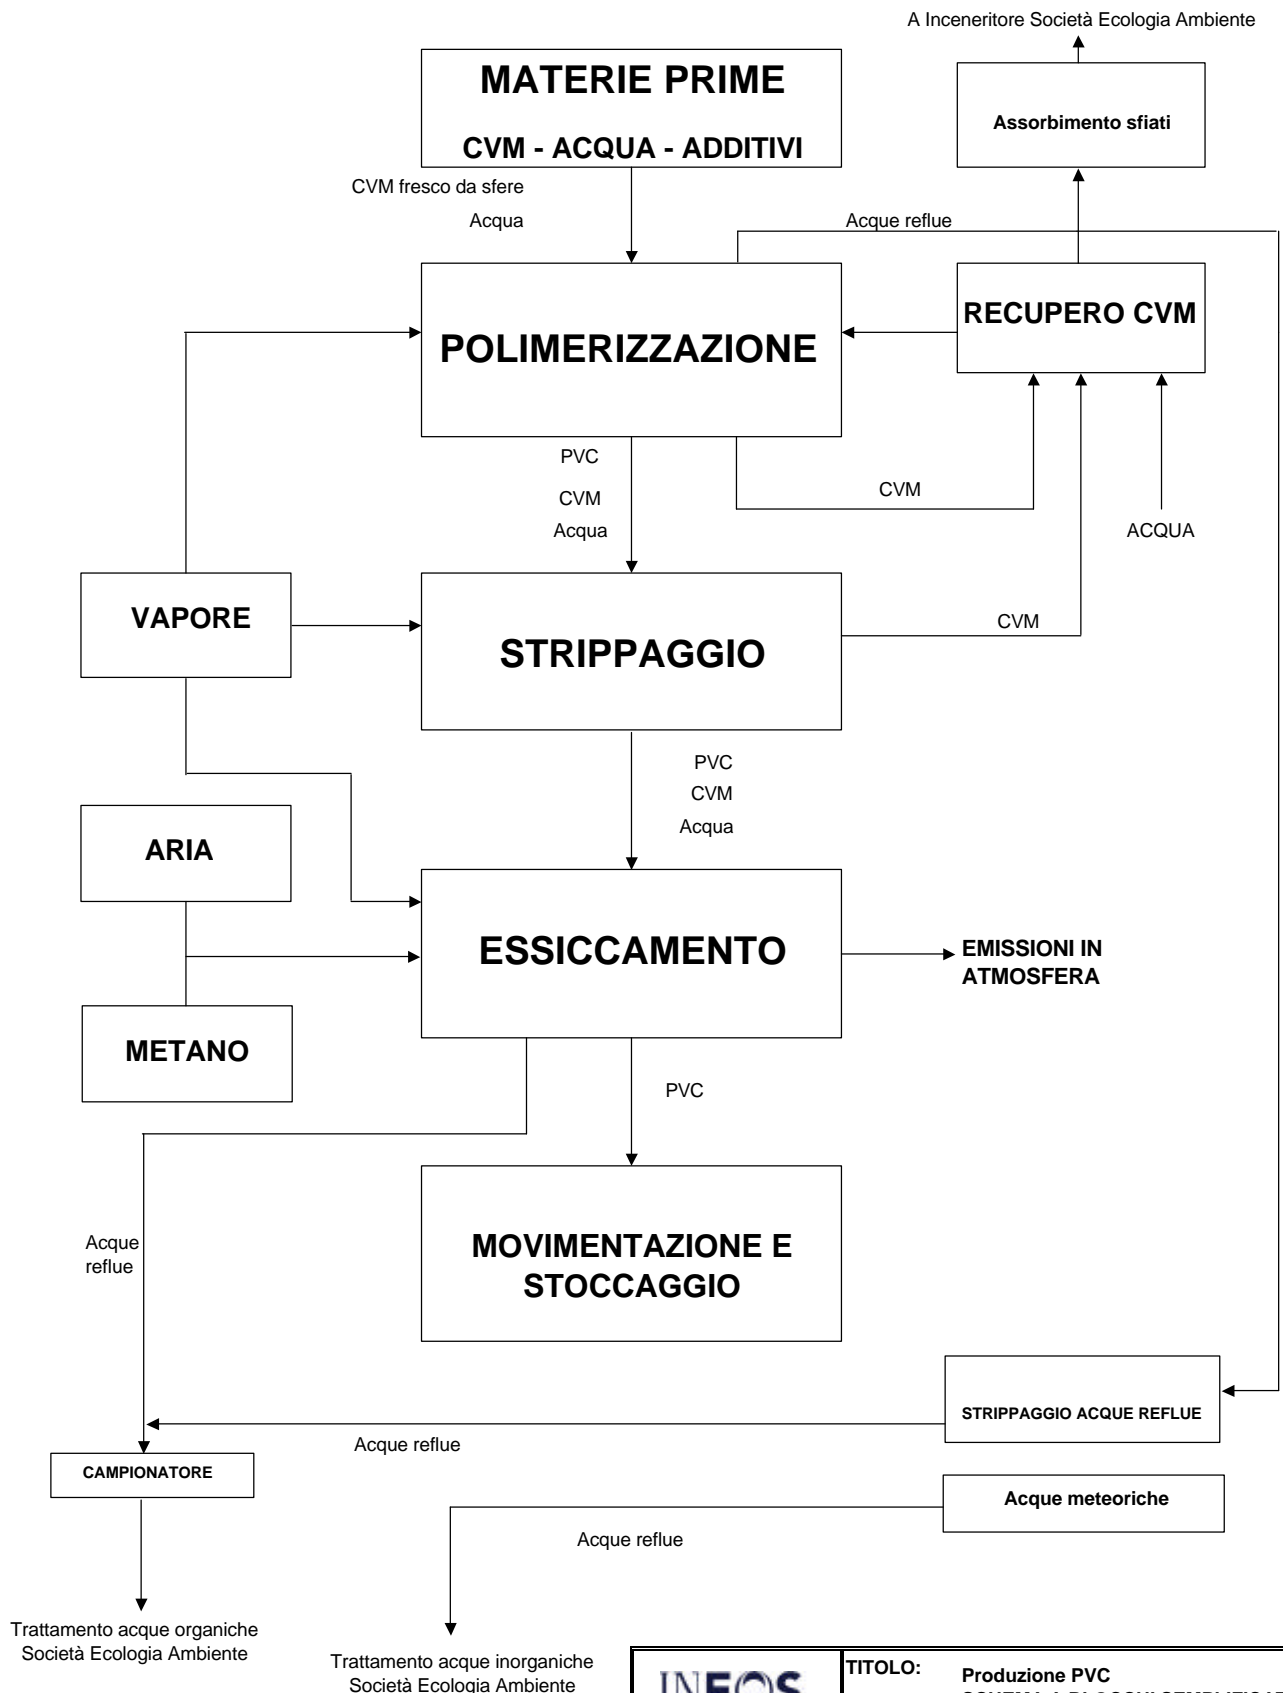 A Inceneritore Società Ecologia Ambiente
MATERIE PRIME
CVM - ACQUA - ADDITIVI
Assorbimento sfiati
CVM fresco da sfere
Acqua
Acque reflue
POLIMERIZZAZIONE
RECUPERO CVM
PVC
CVM
Acqua
CVM
ACQUA
VAPORE
STRIPPAGGIO
CVM
PVC
CVM
Acqua
ARIA
ESSICCAMENTO
EMISSIONI IN
ATMOSFERA
METANO
PVC
MOVIMENTAZIONE E
STOCCAGGIO
Acque
reflue
STRIPPAGGIO ACQUE REFLUE
Acque reflue
CAMPIONATORE
Acque meteoriche
Acque reflue
Trattamento acque organiche
Società Ecologia Ambiente
Trattamento acque inorganiche
Società Ecologia Ambiente
INEOS
TITOLO:
Produzione PVC